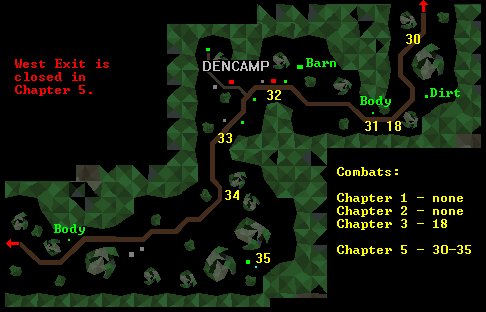 30
West Exit is
closed in
Chapter 5.
DENCAMP
Barn
Dirt
32
Body
31 18
33
Combats:
34
Chapter 1 - none
Chapter 2 - none
Chapter 3 - 18
Body
Chapter 5 - 30-35
35